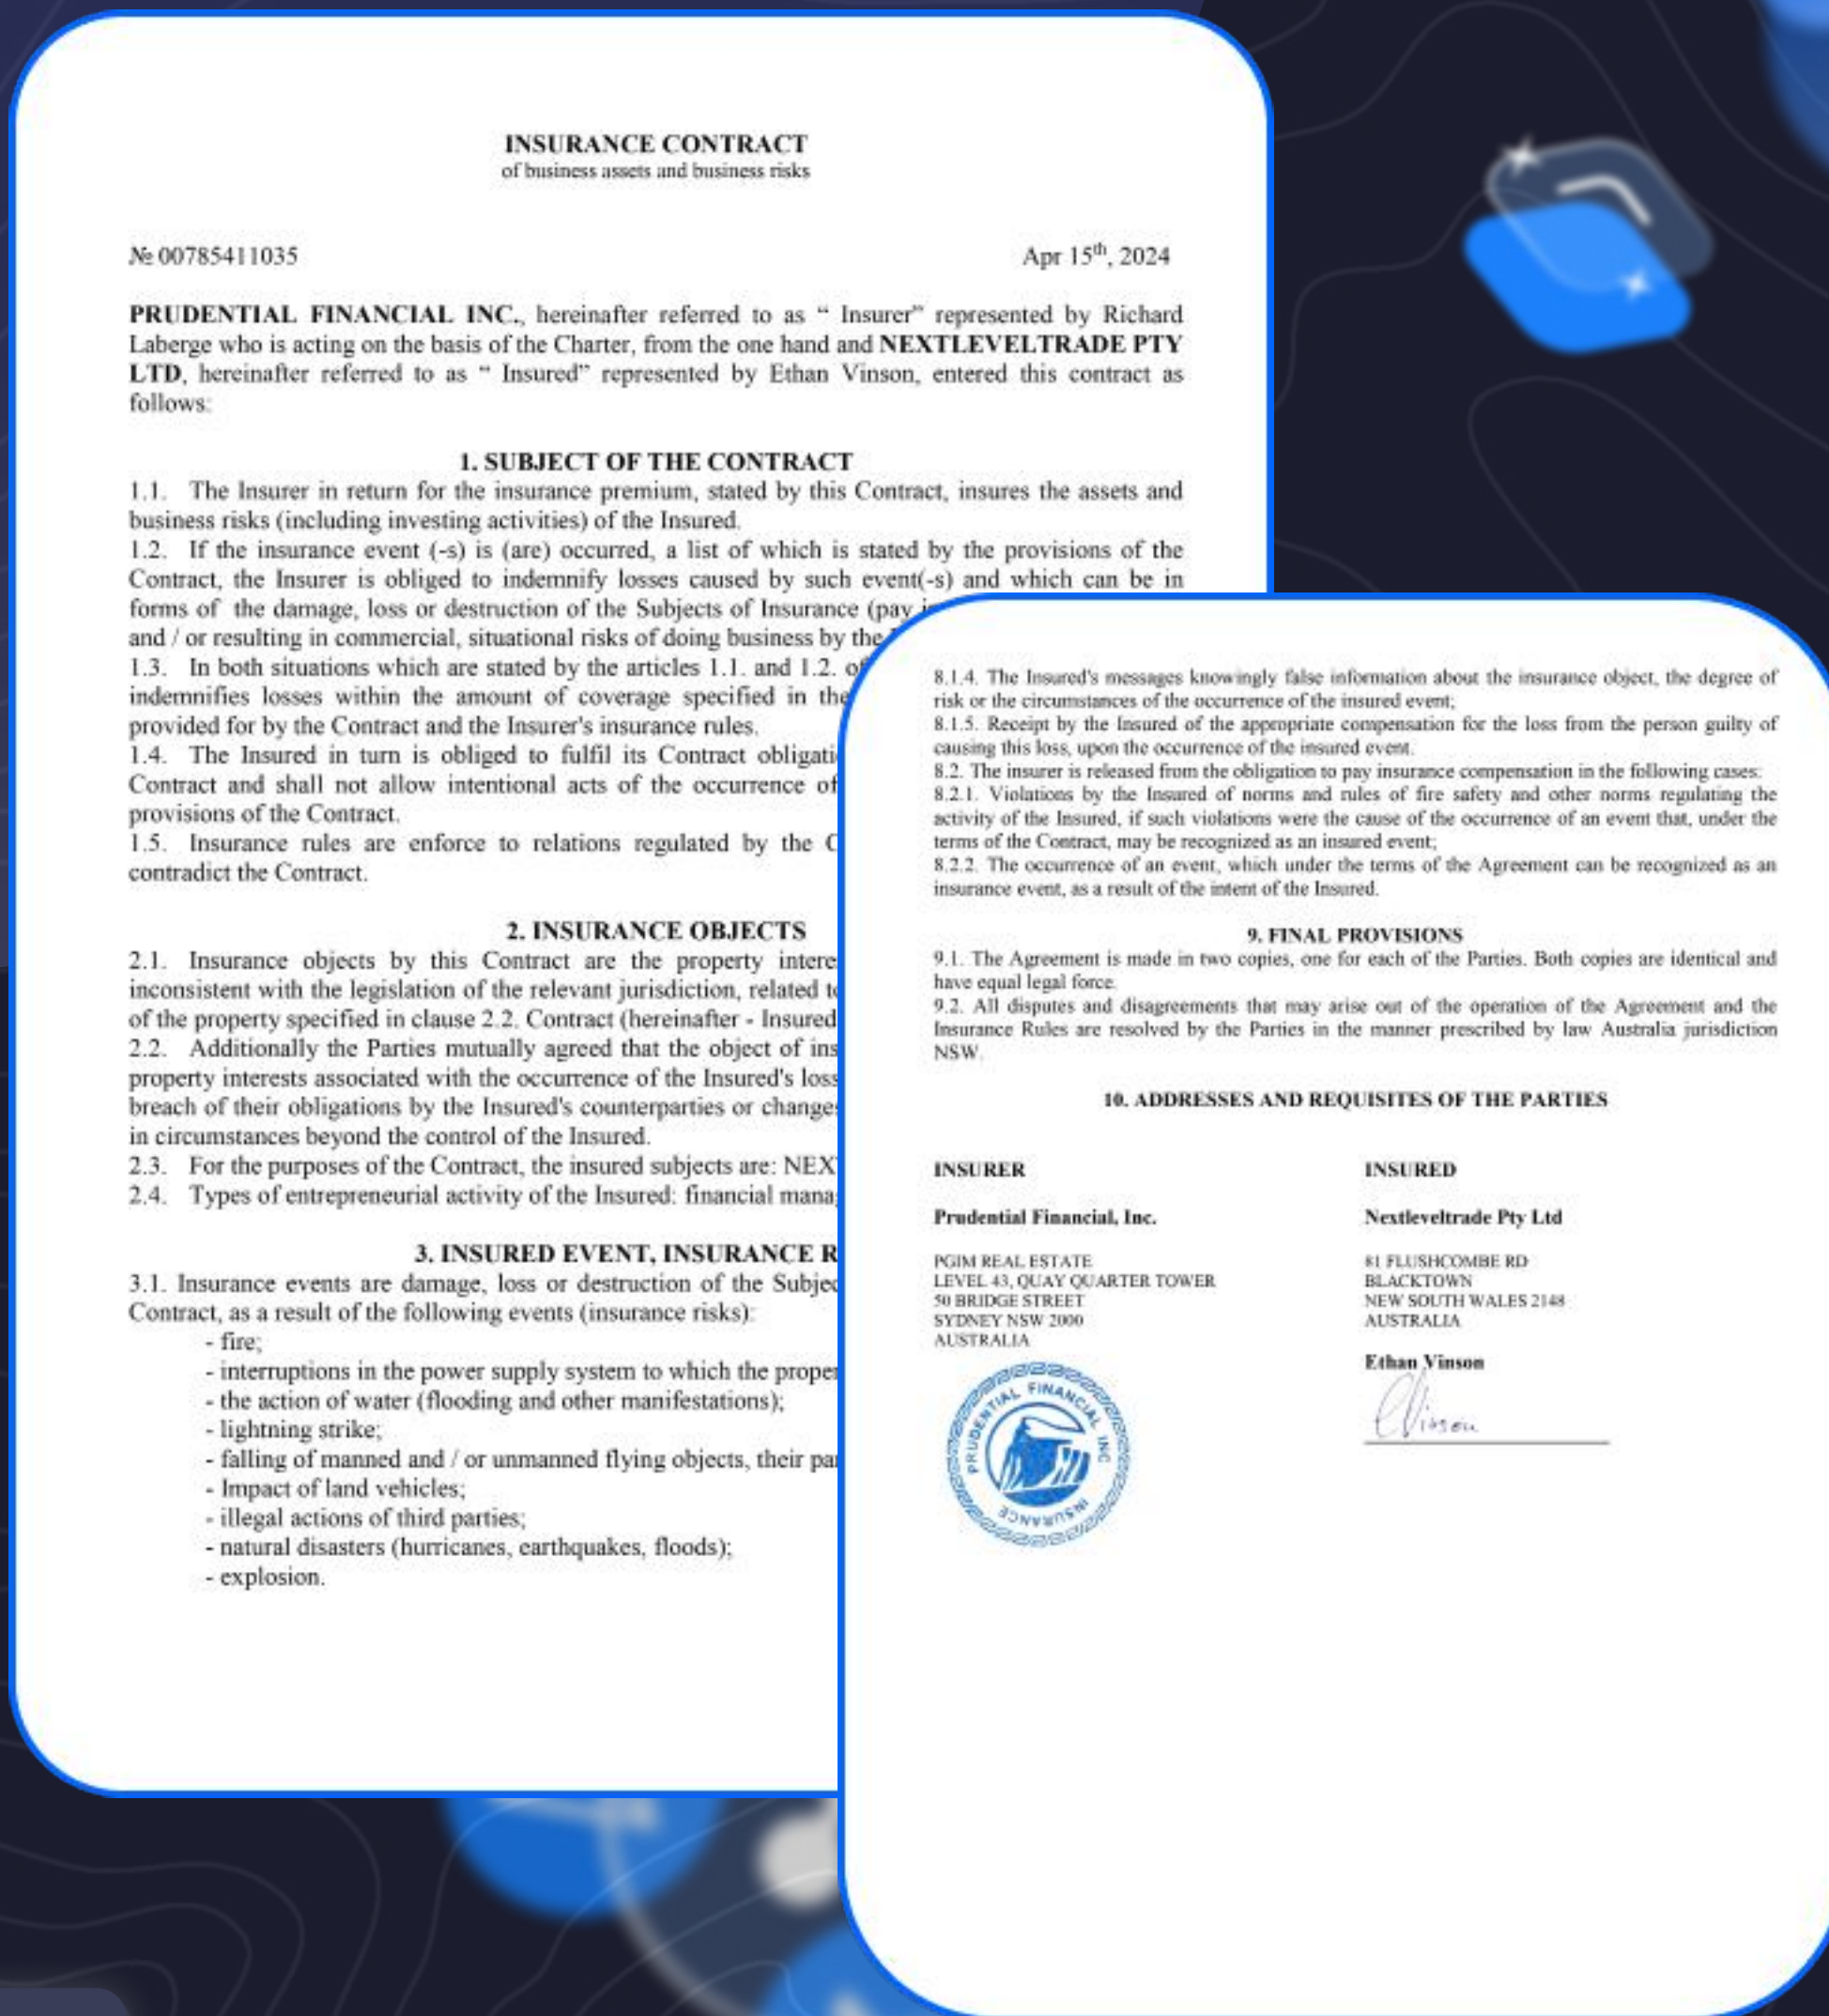 INSURANCE CONTRACT
of business assets and business risks
№ 00785411035
Apr 15th, 2024
PRUDENTIAL FINANCIAL INC., hereinafter referred to as “ Insurer” represented by Richard
Laberge who is acting on the basis of the Charter, from the one hand and NEXTLEVELTRADE PTY
LTD, hereinafter referred to as “ Insured” represented by Ethan Vinson, entered this contract as
follows:
1. SUBJECT OF THE CONTRACT
1.1. The Insurer in return for the insurance premium, stated by this Contract, insures the assets and
business risks (including investing activities) of the Insured.
1.2. If the insurance event (-s) is (are) occurred, a list of which is stated by the provisions of the
Contract, the Insurer is obliged to indemnify losses caused by such event(-s) and which can be in
forms of the damage, loss or destruction of the Subjects of Insurance (pay
and / or resulting in commercial, situational risks of doing business by the
1.3. In both situations which are stated by the articles 1.1. and 1.2. of
indemnifies losses within the amount of coverage specified in the
provided for by the Contract and the Insurer's insurance rules.
1.4. The Insured in turn is obliged to fulfil its Contract obligati
Contract and shall not allow intentional acts of the occurrence of
provisions of the Contract.
1.5. Insurance rules are enforce to relations regulated by the C
contradict the Contract.
2. INSURANCE OBJECTS
2.1. Insurance objects by this Contract are the property intere
inconsistent with the legislation of the relevant jurisdiction, related to
of the property specified in clause 2.2. Contract (hereinafter - Insured
2.2. Additionally the Parties mutually agreed that the object of ins
property interests associated with the occurrence of the Insured's loss
breach of their obligations by the Insured's counterparties or change
in circumstances beyond the control of the Insured.
2.3. For the purposes of the Contract, the insured subjects are: NEX
2.4. Types of entrepreneurial activity of the Insured: financial mana
3. INSURED EVENT, INSURANCE R
3.1. Insurance events are damage, loss or destruction of the Subjec
Contract, as a result of the following events (insurance risks):
- fire;
- interruptions in the power supply system to which the proper
- the action of water (flooding and other manifestations);
- lightning strike;
- falling of manned and / or unmanned flying objects, their par
- Impact of land vehicles;
- illegal actions of third parties;
- natural disasters (hurricanes, earthquakes, floods);
- explosion.
8.1.4. The Insured's messages knowingly false information about the insurance object, the degree of
risk or the circumstances of the occurrence of the insured event;
8.1.5. Receipt by the Insured of the appropriate compensation for the loss from the person guilty of
causing this loss, upon the occurrence of the insured event.
8.2. The insurer is released from the obligation to pay insurance compensation in the following cases:
8.2.1. Violations by the Insured of norms and rules of fire safety and other norms regulating the
activity of the Insured, if such violations were the cause of the occurrence of an event that, under the
terms of the Contract, may be recognized as an insured event;
8.2.2. The occurrence of an event, which under the terms of the Agreement can be recognized as an
insurance event, as a result of the intent of the Insured.
9. FINAL PROVISIONS
9.1. The Agreement is made in two copies, one for each of the Parties. Both copies are identical and
have equal legal force.
9.2. All disputes and disagreements that may arise out of the operation of the Agreement and the
Insurance Rules are resolved by the Parties in the manner prescribed by law Australia jurisdiction
NSW.
10. ADDRESSES AND REQUISITES OF THE PARTIES
INSURER
Prudential Financial, Inc.
PGIM REAL ESTATE
LEVEL 43, QUAY QUARTER TOWER
50 BRIDGE STREET
SYDNEY NSW 2000
AUSTRALIA
PRUDENTIAL FINANCIAL INC
INSURANCE
INSURED
Nextleveltrade Pty Ltd
81 FLUSHCOMBE RD
BLACKTOWN
NEW SOUTH WALES 2148
AUSTRALIA
Ethan Vinson
EVinson